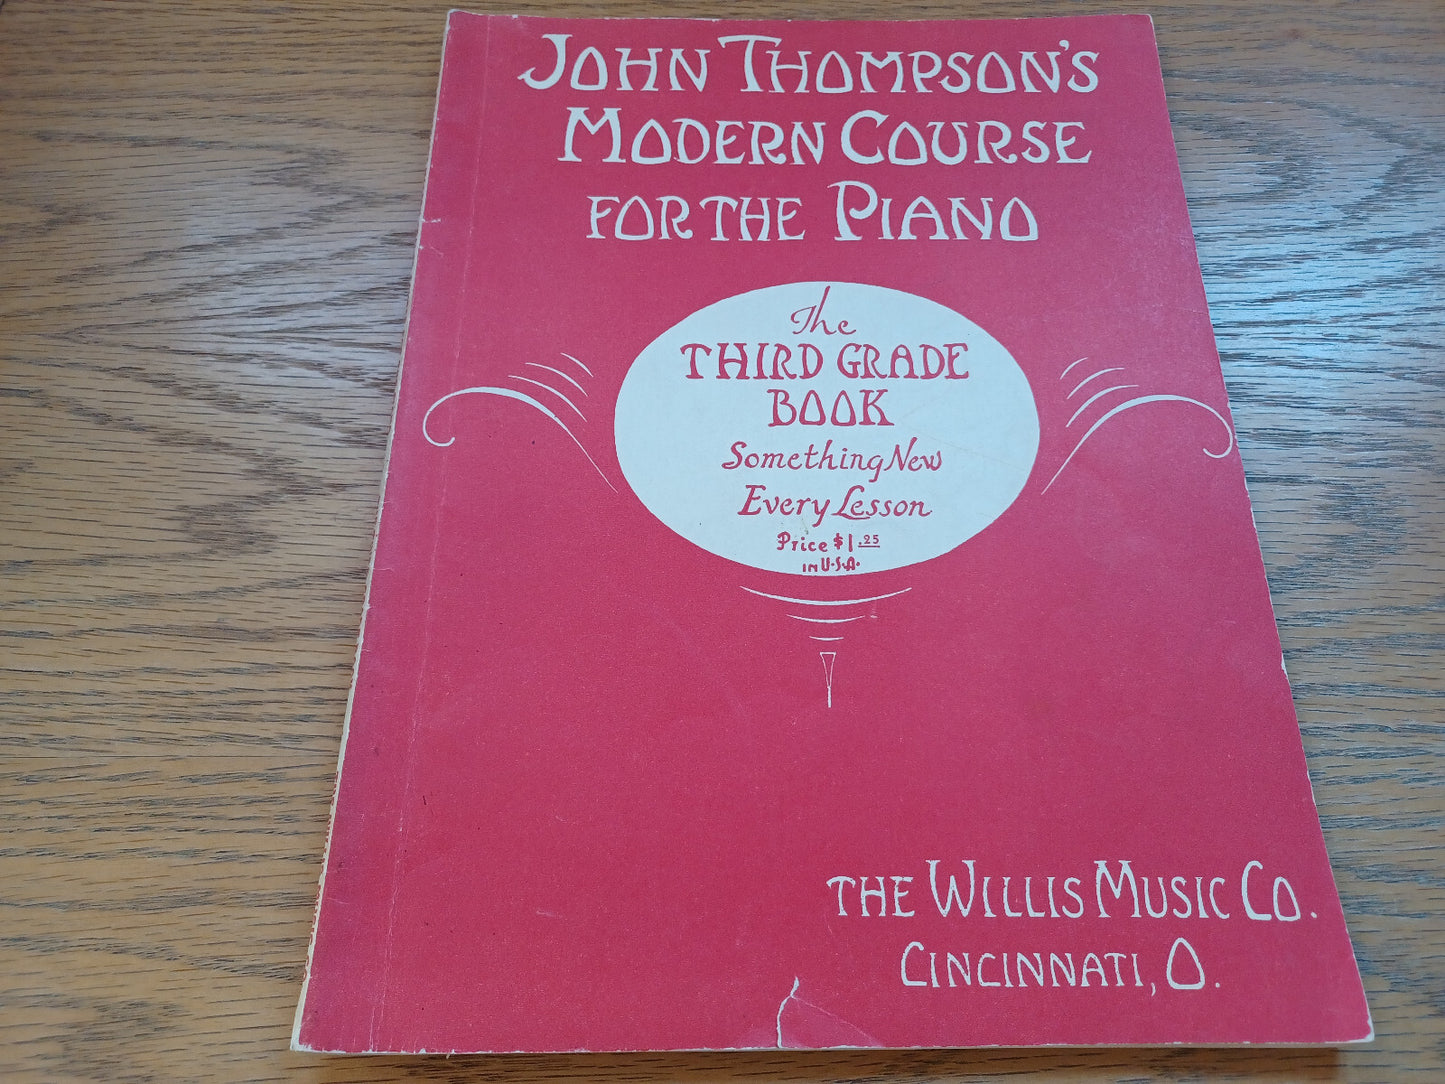 JOHN THOMPSON'S
MODERN COURSE
FOR THE PIANO
The
THIRD GRADE
BOOK
Something New
Every Lesson
Price $1.25
IN U.S.A.
THE WILLIS MUSIC CO.
CINCINNATI, O.